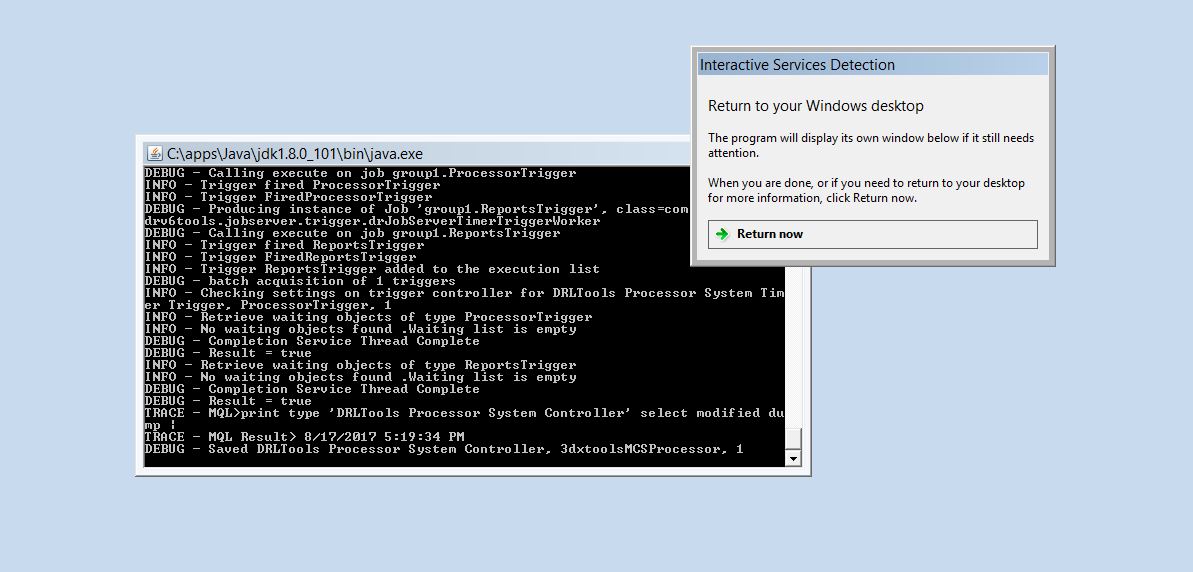 Interactive Services Detection
Return to your Windows desktop
The program will display its own window below if it still needs
attention.
When you are done, or if you need to return to your desktop
for more information, click Return now.
Return now
C:\apps\Java\jdk1.8.0_101\bin\java.exe
DEBUG - Calling execute on job group1.ProcessorTrigger
INFO - Trigger fired ProcessorTrigger
INFO - Trigger FiredProcessorTrigger
DEBUG - Producing instance of Job 'group1.ReportsTrigger', class=com
drv6tools.jobserver.trigger.drJobServerTimerTriggerWorker
DEBUG - Calling execute on job group1.ReportsTrigger
INFO - Trigger fired ReportsTrigger
INFO - Trigger FiredReportsTrigger
INFO - Trigger ReportsTrigger added to the execution list
DEBUG - batch acquisition of 1 triggers
INFO - Checking settings on trigger controller for DRLTools Processor System Tim
er Trigger, ProcessorTrigger, 1
INFO - Retrieve waiting objects of type ProcessorTrigger
INFO - No waiting objects found .Waiting list is empty
DEBUG - Completion Service Thread Complete
DEBUG - Result = true
INFO - Retrieve waiting objects of type ReportsTrigger
INFO - No waiting objects found .Waiting list is empty
DEBUG - Completion Service Thread Complete
DEBUG - Result = true
TRACE - MQL>print type 'DRLTools Processor System Controller' select modified du
mp |
TRACE - MQL Result> 8/17/2017 5:19:34 PM
DEBUG - Saved DRLTools Processor System Controller, 3dxtoolsMCSProcessor, 1